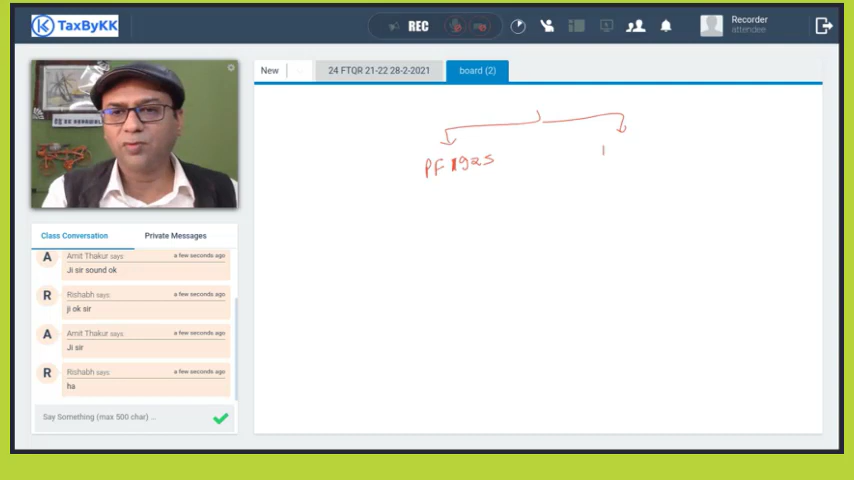 TaxByKK
REC
Recorder
attendee
New
24 FTQR 21-22 28-2-2021
board (2)
PF 1925
Class Conversation
Private Messages
A
Amit Thakur says
a few seconds ago
Ji sir sound ok
R
Rishabh says
a few seconds ago
ji ok sir
A
Amit Thakur says
a few seconds ago
Ji sir
R
Rishabh says
a few seconds ago
ha
Say Something (max 500 char) ...